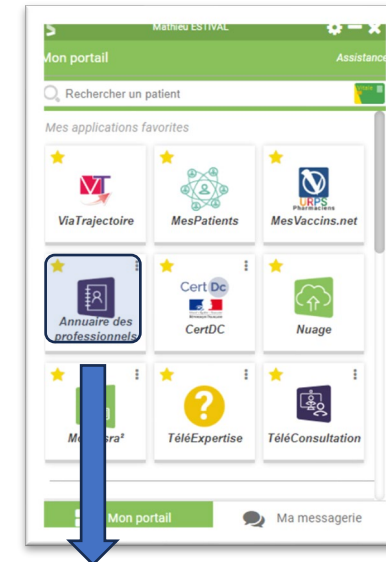 Mathieu ESTIVAL
Mon portail
Assistance
Rechercher un patient
Mes applications favorites
VT
ViaTrajectoire
MesPatients
URPS
Pharmaciens
MesVaccins.net
Annuaire des
professionnels
Cert Dc
CertDC
Nuage
TéléExpertise
TéléConsultation
Mon portail
Ma messagerie